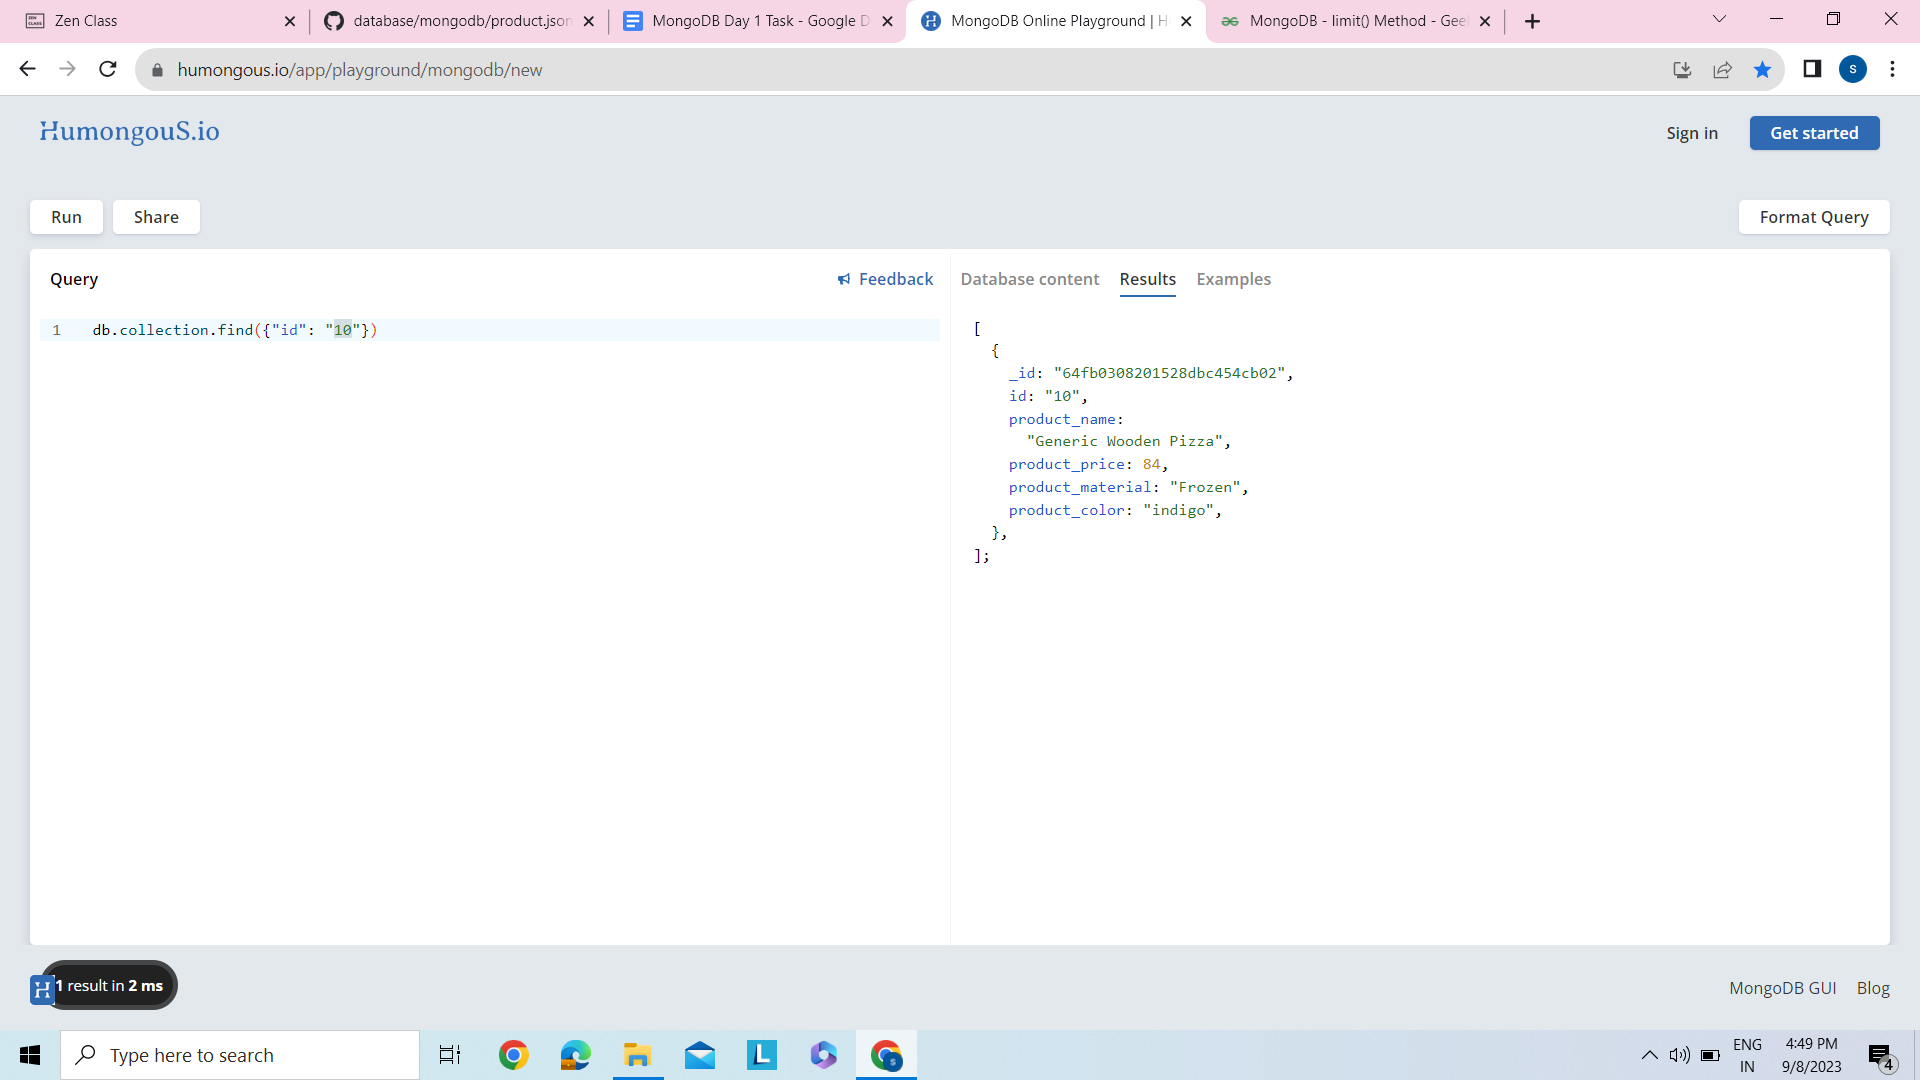 Zen Class
database/mongodb/product.json
MongoDB Day 1 Task - Google D
MongoDB Online Playground | H
MongoDB - limit() Method - Gee
humongous.io/app/playground/mongodb/new
S
HumongouS.io
Sign in
Get started
Run
Share
Format Query
Query
Feedback
Database content
Results
Examples
1 db.collection.find({"id": "10"})
[
{
_id: "64fb0308201528dbc454cb02",
id: "10",
product_name:
"Generic Wooden Pizza",
product_price: 84,
product_material: "Frozen",
product_color: "indigo",
},
];
H
1 result in 2 ms
MongoDB GUI
Blog
Type here to search
L
S
ENG
IN
4:49 PM
9/8/2023
4